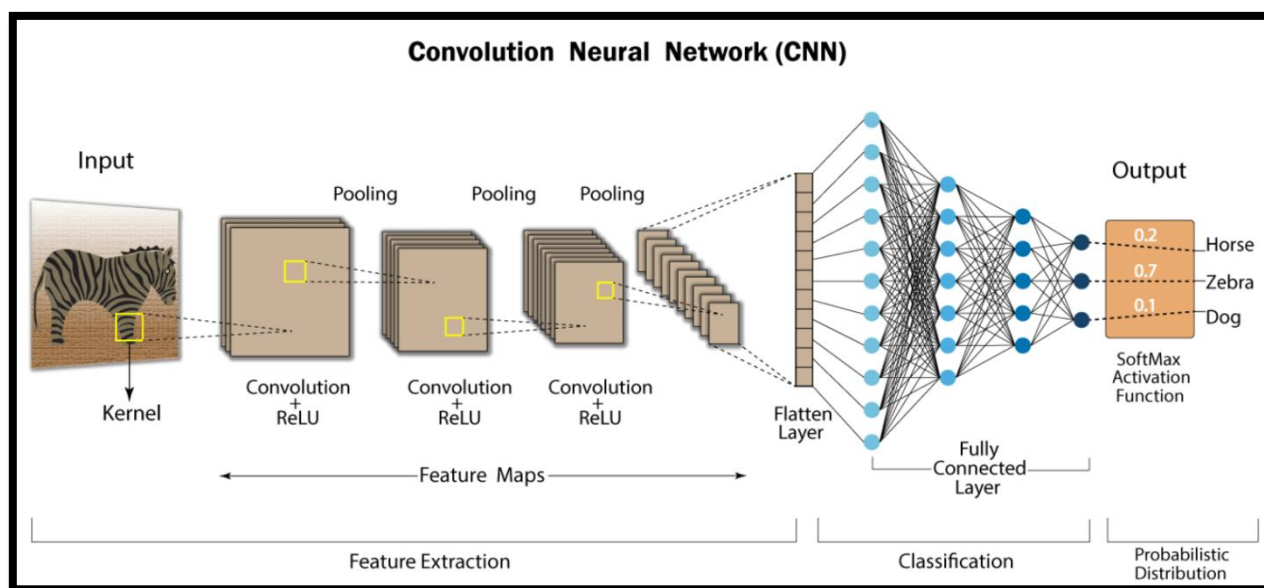 Convolution Neural Network (CNN)
Input
Kernel
Pooling
Pooling
Pooling
Convolution
+
ReLU
Convolution
+
ReLU
Convolution
+
ReLU
Feature Maps
Flatten
Layer
Fully
Connected
Layer
Output
0.2
Horse
0.7
Zebra
0.1
Dog
SoftMax
Activation
Function
Feature Extraction
Classification
Probabilistic
Distribution